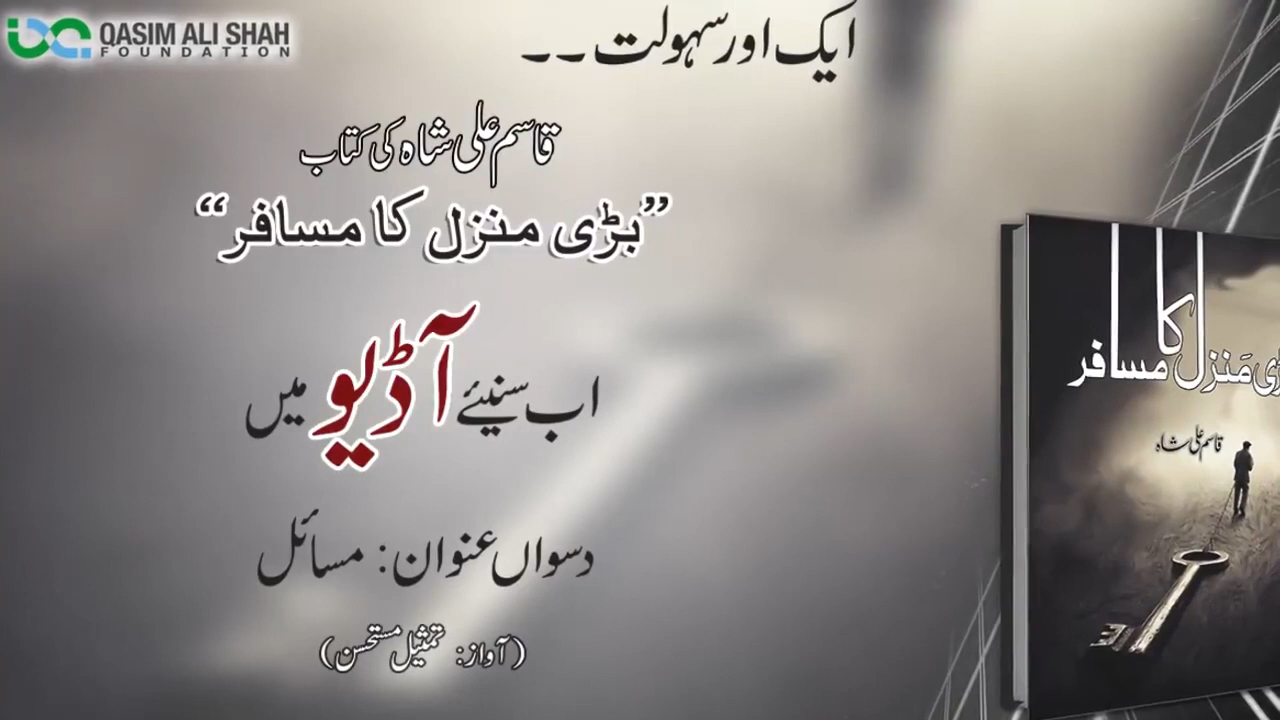 QASIM ALI SHAH
FOUNDATION
ایک اور سہولت ۔۔
قاسم علی شاہ کی کتاب
”بڑی منزل کا مسافر“
اب سنیئے آڈیو میں
دسواں عنوان: مسائل
(آواز: تمثیل مستحسن)
بڑی منزل کا مسافر
قاسم علی شاہ